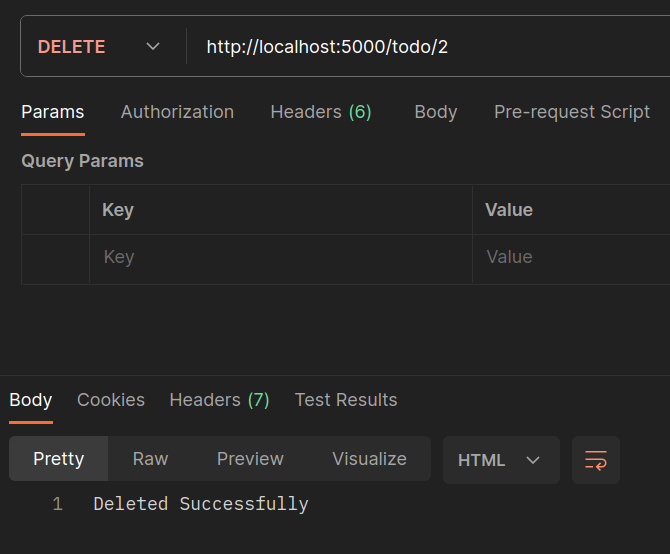 DELETE http://localhost:5000/todo/2
Params Authorization Headers (6) Body Pre-request Script
Query Params
Key Value
Key Value
Body Cookies Headers (7) Test Results
Pretty Raw Preview Visualize HTML
1 Deleted Successfully